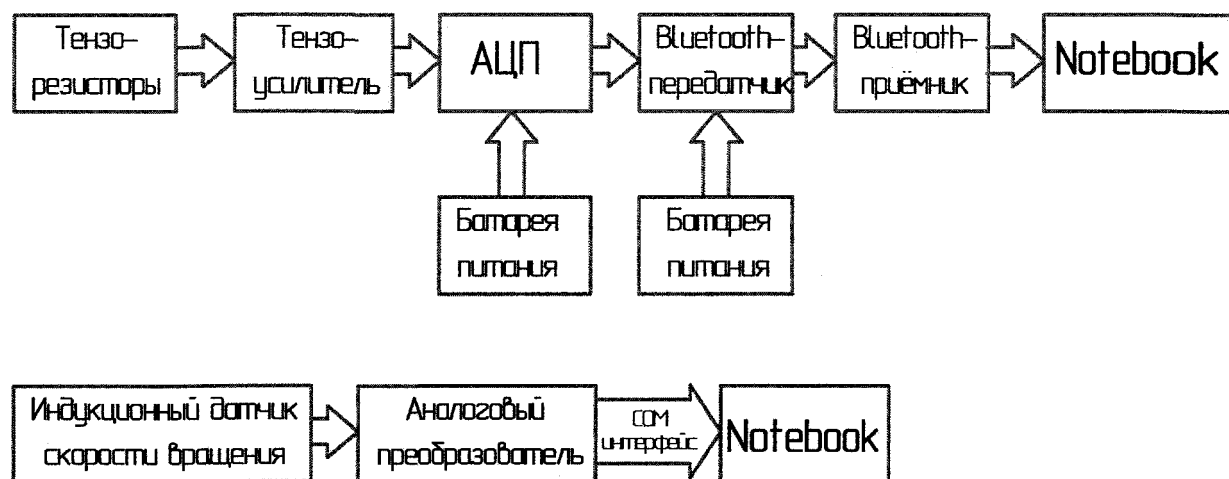 Тензо-
резисторы
Тензо-
усилитель
АЦП
Bluetooth-
передатчик
Bluetooth-
приёмник
Notebook
Батарея
питания
Батарея
питания
Индукционный датчик
скорости вращения
Аналоговый
преобразователь
COM
интерфейс
Notebook